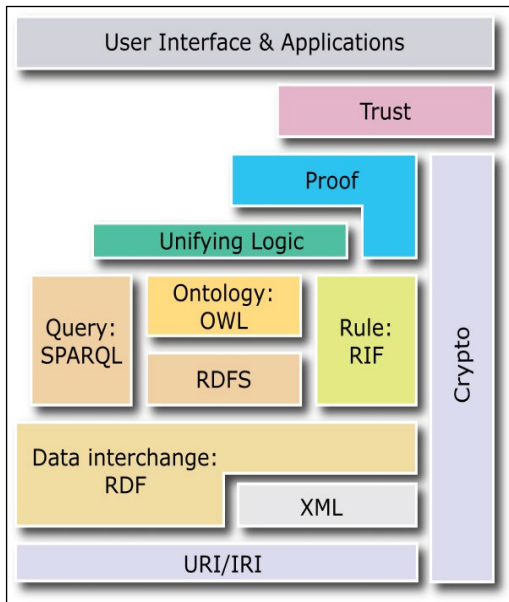 User Interface & Applications
Trust
Proof
Unifying Logic
Query:
SPARQL
Ontology:
OWL
RDFS
Rule:
RIF
Crypto
Data interchange:
RDF
XML
URI/IRI